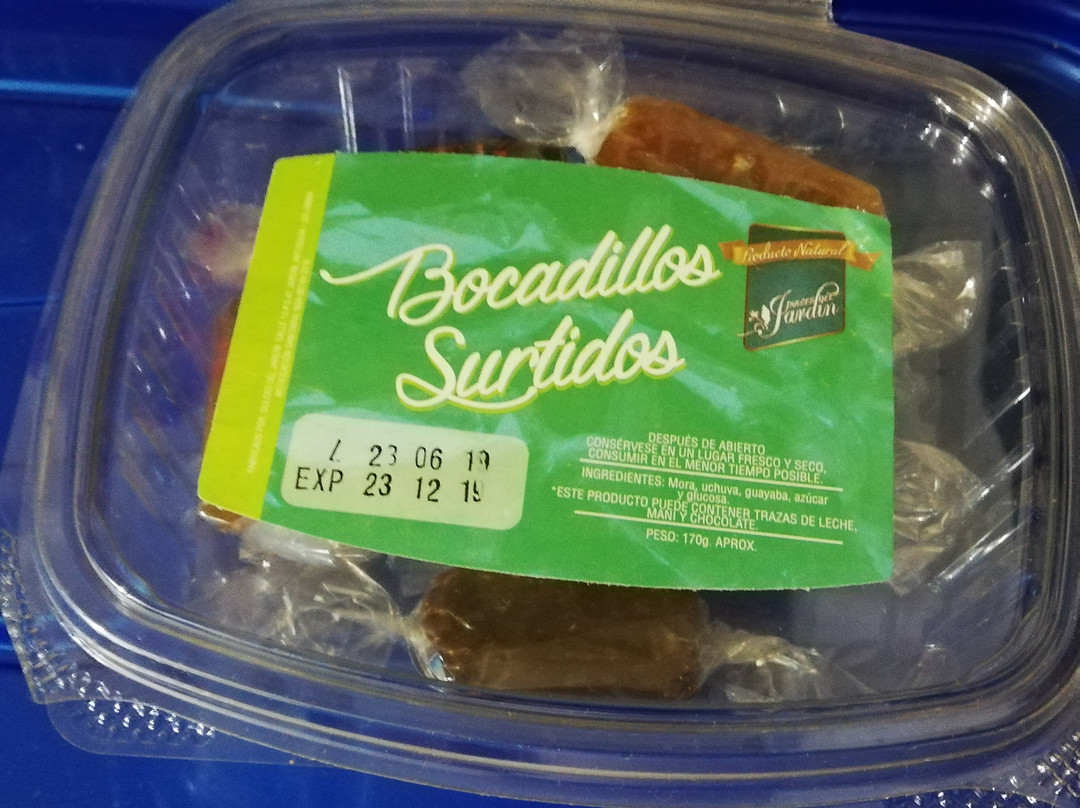 Bocadillos
Surtidos
Producto Natural
DULCES DEL
Jardín
L 23 06 19
EXP 23 12 19
DESPUÉS DE ABIERTO
CONSÉRVESE EN UN LUGAR FRESCO Y SECO,
CONSUMIR EN EL MENOR TIEMPO POSIBLE.
INGREDIENTES: Mora, uchuva, guayaba, azúcar
y glucosa.
*ESTE PRODUCTO PUEDE CONTENER TRAZAS DE LECHE,
MANÍ Y CHOCOLATE.
PESO: 170g. APROX.